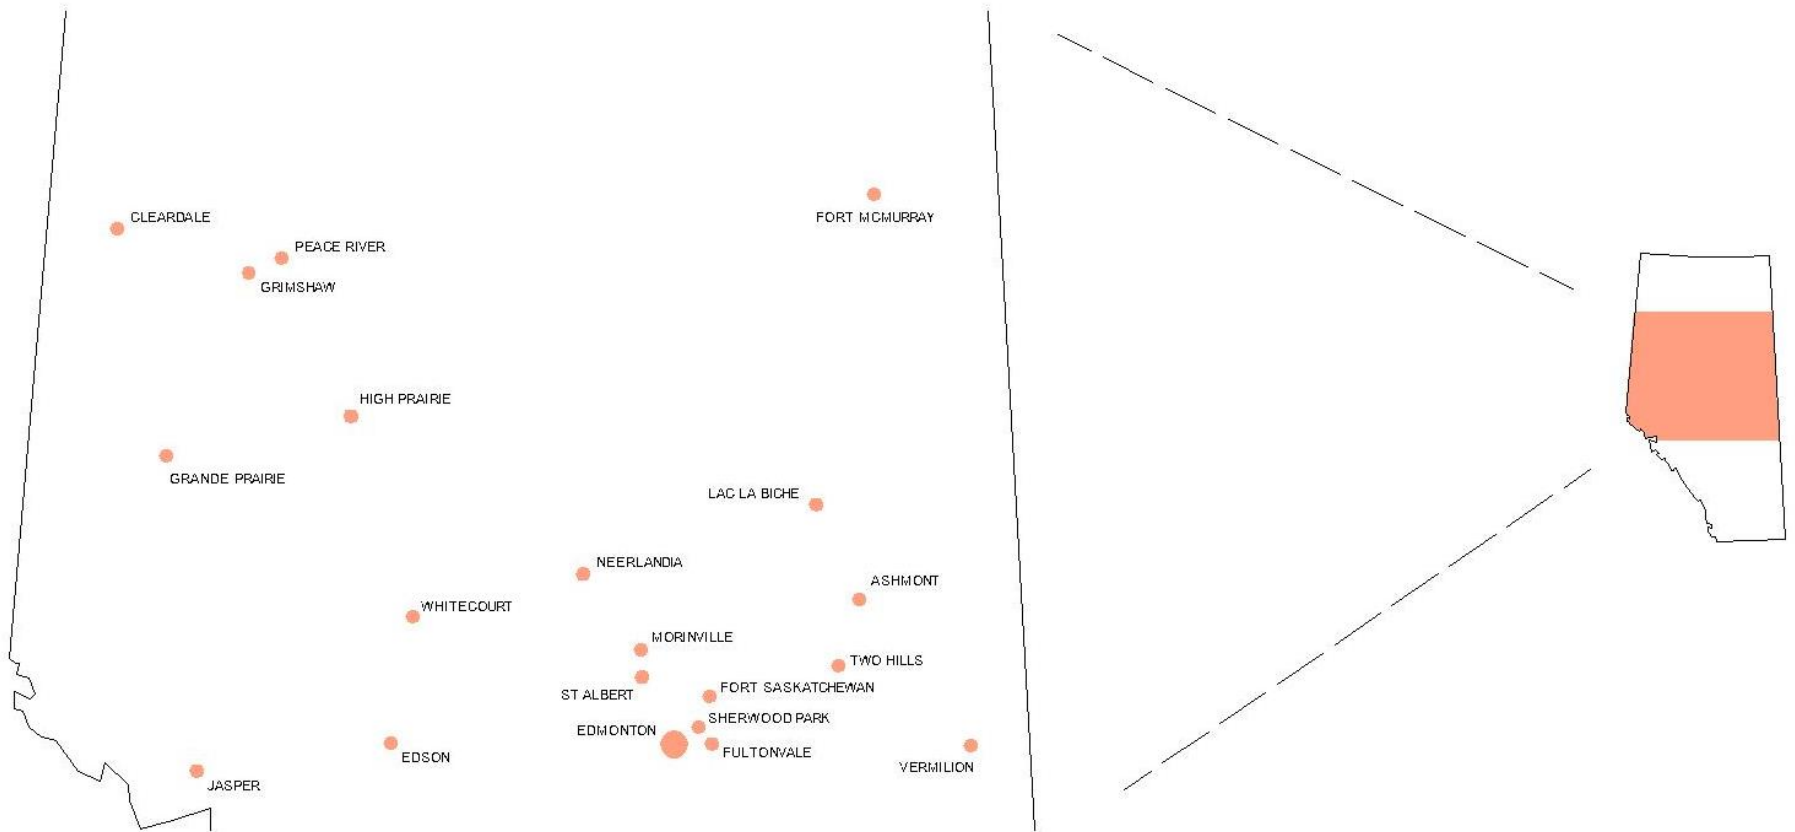 CLEARDALE
FORT MCMURRAY
PEACE RIVER
GRIMSHAW
HIGH PRAIRIE
GRANDE PRAIRIE
LAC LA BICHE
NEERLANDIA
ASHMONT
WHITECOURT
MORINVILLE
TWO HILLS
FORT SASKATCHEWAN
ST ALBERT
SHERWOOD PARK
EDMONTON
FULTONVALE
EDSON
VERMILION
JASPER